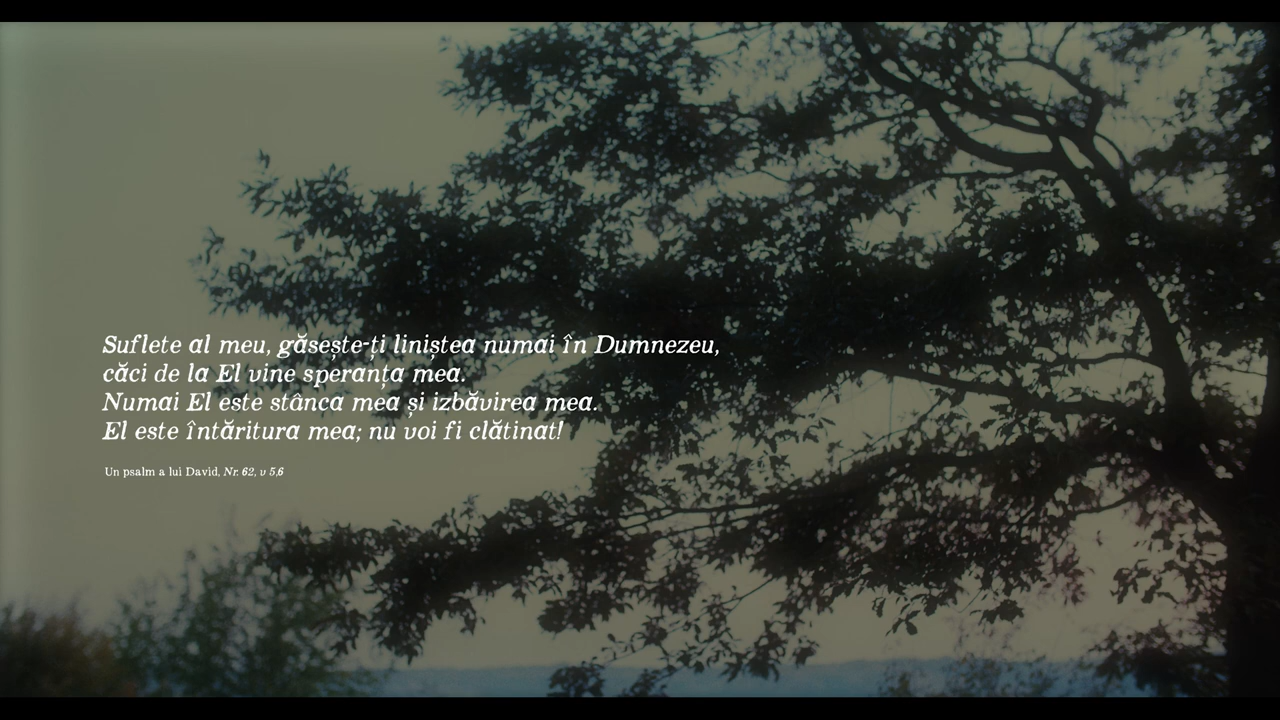 Suflete al meu, găsește-ți liniștea numai în Dumnezeu,
căci de la El vine speranța mea.
Numai El este stânca mea și izbăvirea mea.
El este întăritura mea; nu voi fi clătinat!
Un psalm a lui David, Nr. 62, v 5,6